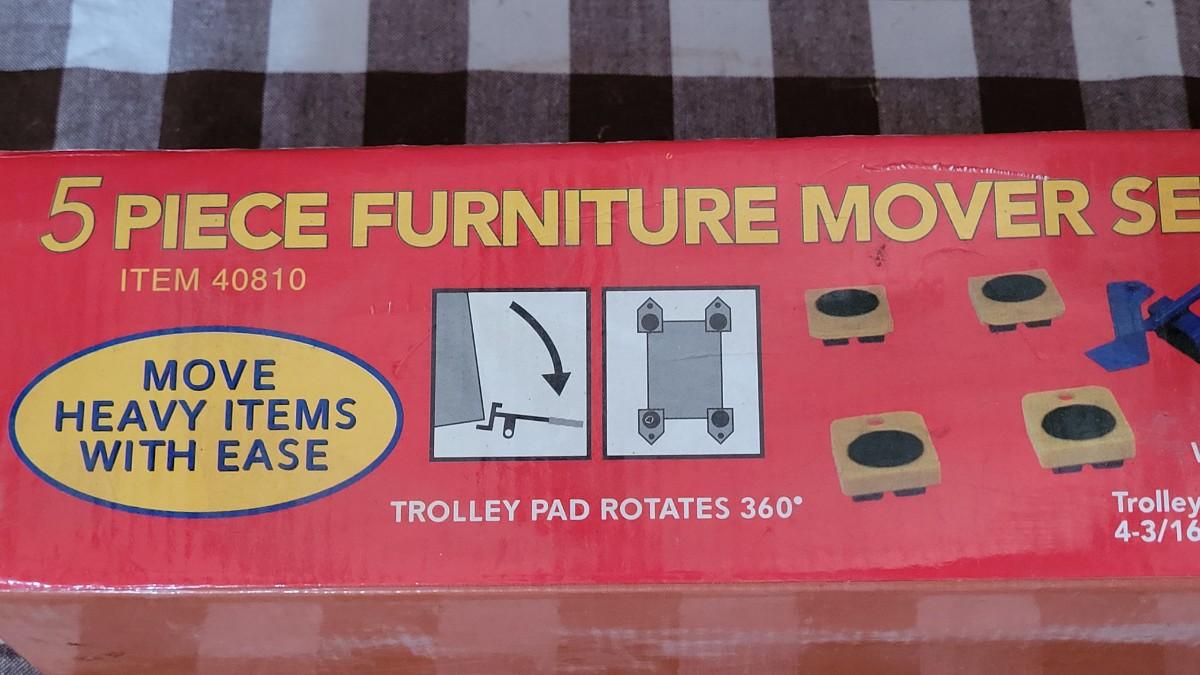 5 PIECE FURNITURE MOVER SE
ITEM 40810
MOVE
HEAVY ITEMS
WITH EASE
TROLLEY PAD ROTATES 360°
Trolley
4-3/16